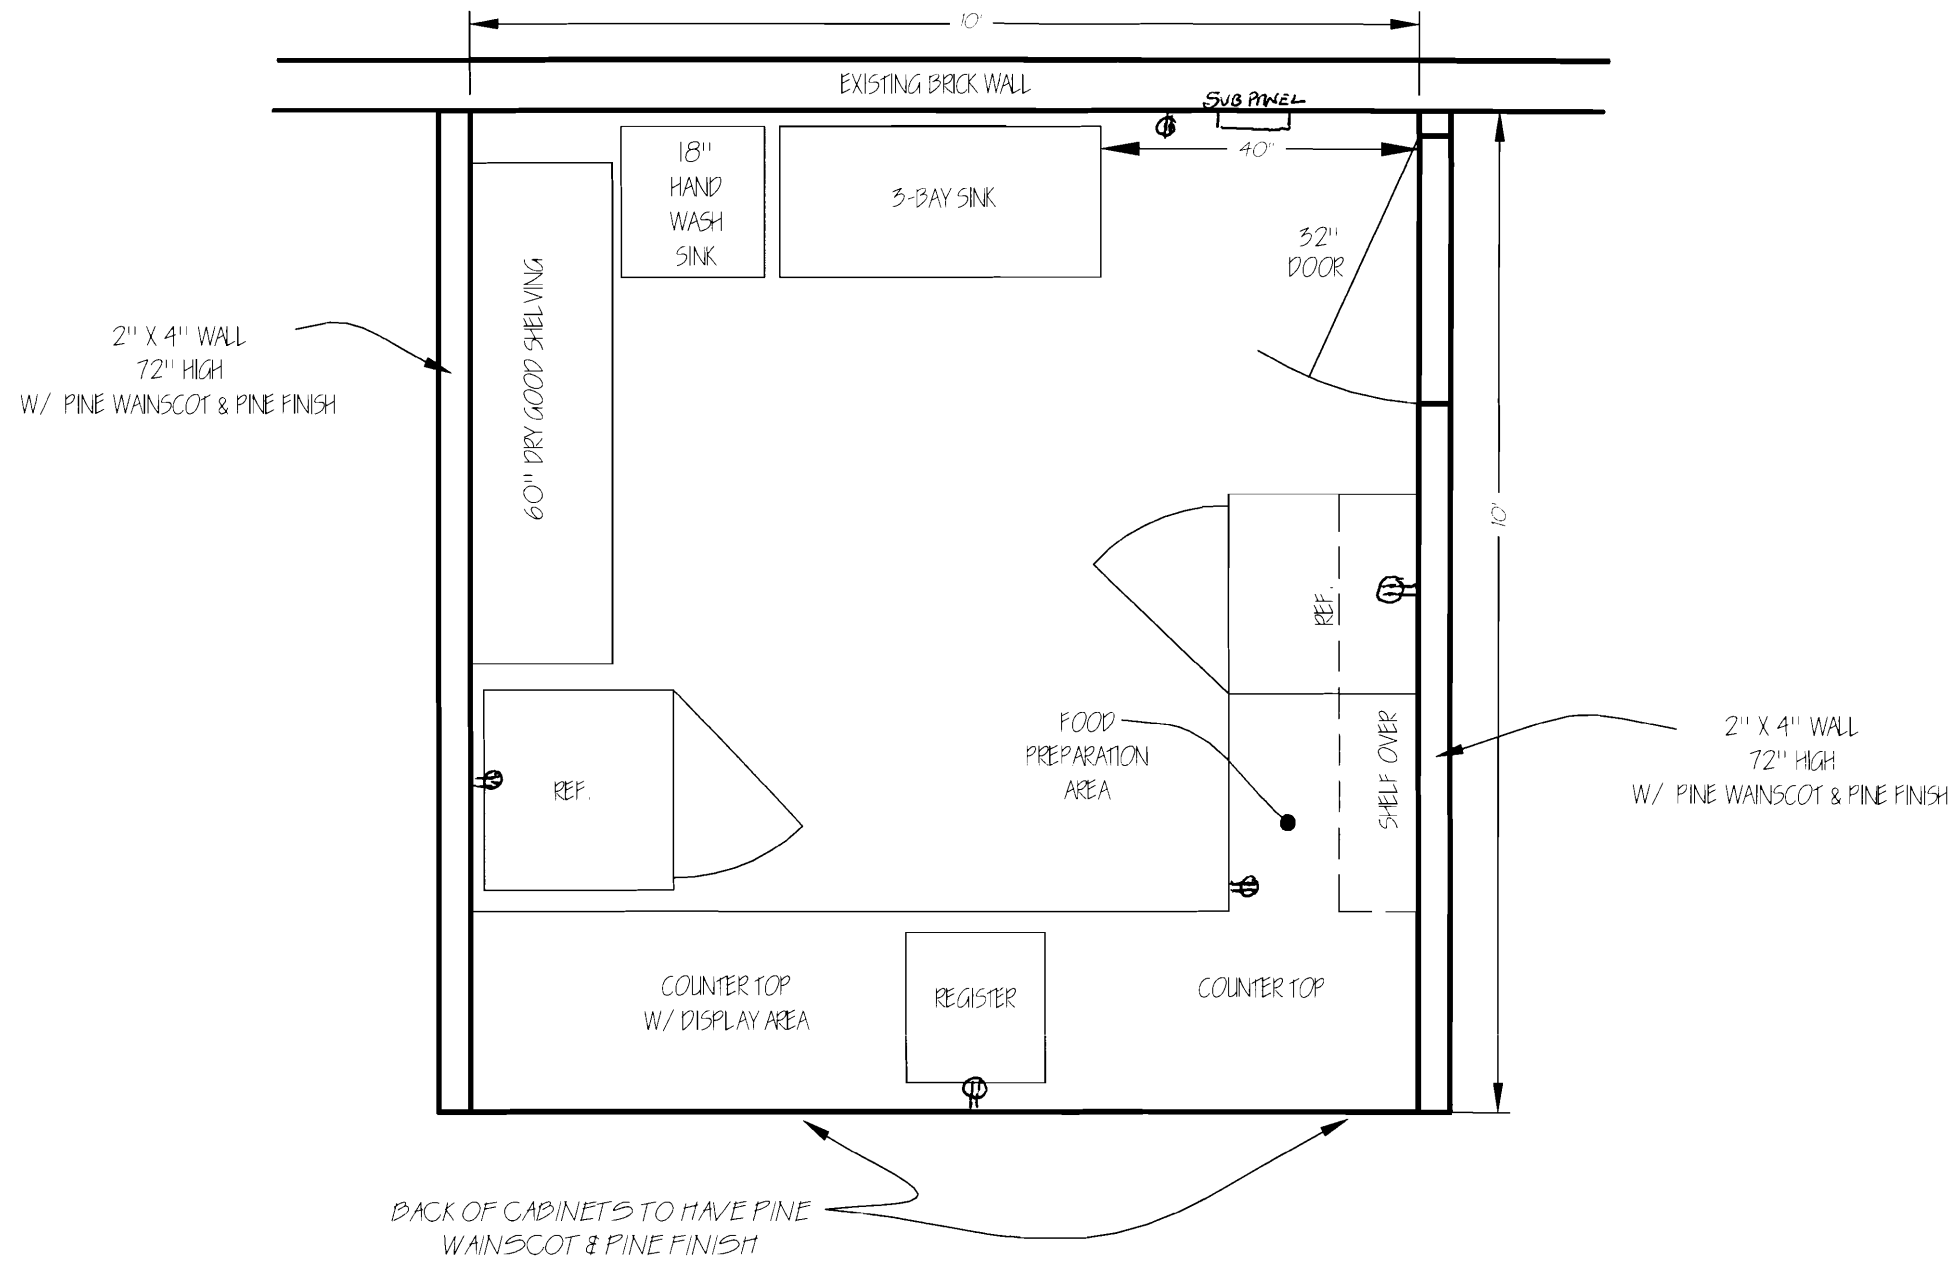 10'
EXISTING BRICK WALL
SUB PANEL
40"
18"
HAND
WASH
SINK
3-BAY SINK
32"
DOOR
60" DRY GOOD SHELVING
2" X 4" WALL
72" HIGH
W/ PINE WAINSCOT & PINE FINISH
10'
REF.
FOOD
PREPARATION
AREA
SHELF OVER
2" X 4" WALL
72" HIGH
W/ PINE WAINSCOT & PINE FINISH
REF.
COUNTER TOP
W/ DISPLAY AREA
REGISTER
COUNTER TOP
BACK OF CABINETS TO HAVE PINE
WAINSCOT & PINE FINISH